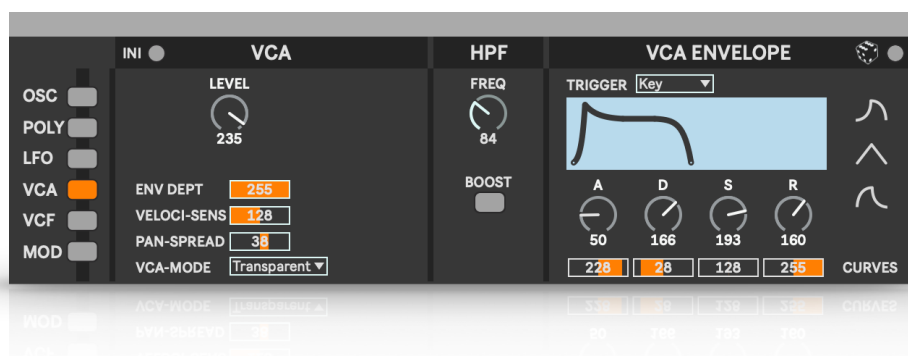 INI VCA HPF VCA ENVELOPE
OSC
POLY
LFO
VCA
VCF
MOD
LEVEL
235
ENV DEPT 255
VELOCI-SENS 128
PAN-SPREAD 38
VCA-MODE Transparent
FREQ
84
BOOST
TRIGGER Key
A D S R
50 166 193 160
228 28 128 255 CURVES